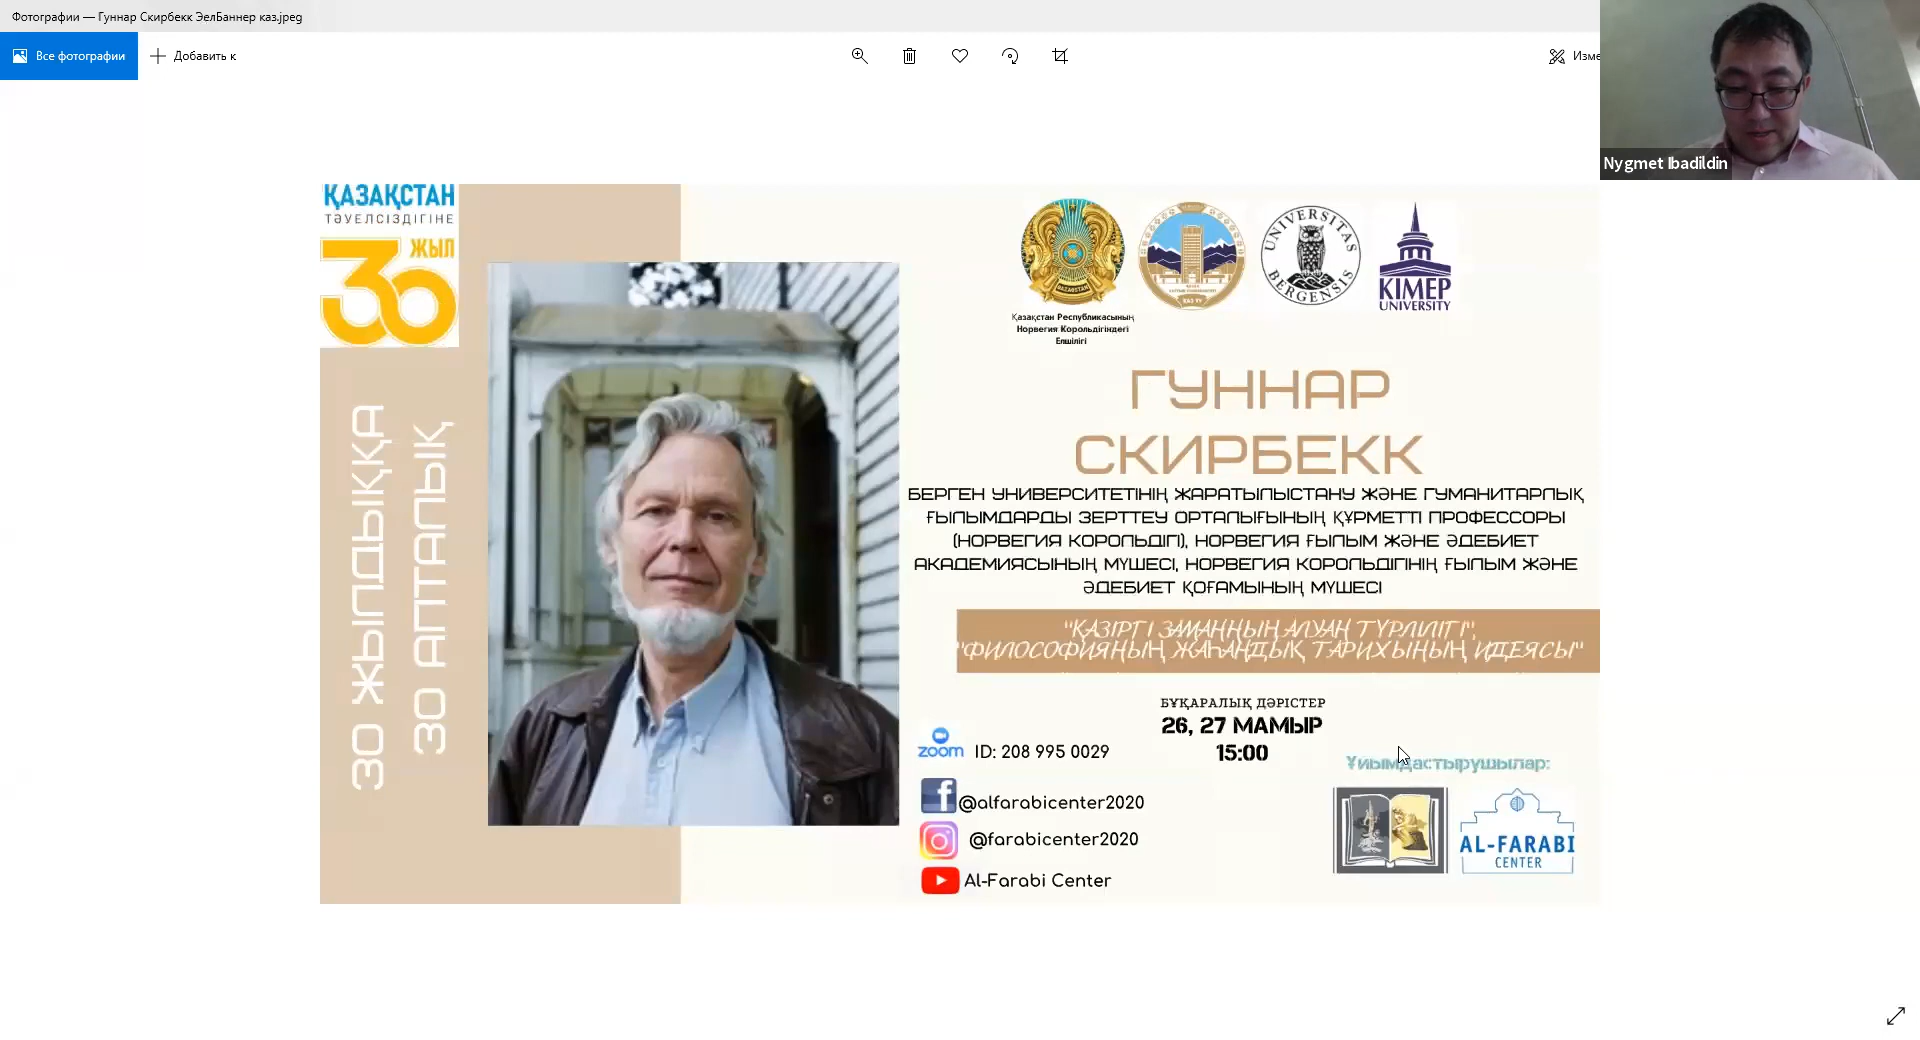 Фотографии — Гуннар Скирбекк ЭелБаннер каз.jpeg
Все фотографии
Добавить к
Изме
Nygmet Ibadildin
ҚАЗАҚСТАН
ТӘУЕЛСІЗДІГІНЕ
30 ЖЫЛ
30 ЖЫЛДЫҚҚА
30 АПТАЛЫҚ
QAZAQSTAN
UNIVERSITAS
BERGENSIS
KIMEP
UNIVERSITY
Қазақстан Республикасының
Норвегия Корольдігіндегі
Елшілігі
ГУННАР
СКИРБЕКК
БЕРГЕН УНИВЕРСИТЕТІНІҢ ЖАРАТЫЛЫСТАНУ ЖӘНЕ ГУМАНИТАРЛЫҚ
ҒЫЛЫМДАРДЫ ЗЕРТТЕУ ОРТАЛЫҒЫНЫҢ ҚҰРМЕТТІ ПРОФЕССОРЫ
(НОРВЕГИЯ КОРОЛЬДІГІ), НОРВЕГИЯ ҒЫЛЫМ ЖӘНЕ ӘДЕБИЕТ
АКАДЕМИЯСЫНЫҢ МҮШЕСІ, НОРВЕГИЯ КОРОЛЬДІГІНІҢ ҒЫЛЫМ ЖӘНЕ
ӘДЕБИЕТ ҚОҒАМЫНЫҢ МҮШЕСІ
"ҚАЗІРГІ ЗАМАННЫҢ АЛУАН ТҮРЛІЛІГІ",
"ФИЛОСОФИЯНЫҢ ЖАҺАНДЫҚ ТАРИХЫНЫҢ ИДЕЯСЫ"
БҰҚАРАЛЫҚ ДӘРІСТЕР
26, 27 МАМЫР
15:00
zoom ID: 208 995 0029
@alfarabicenter2020
@farabicenter2020
Al-Farabi Center
Ұйымдастырушылар:
AL-FARABI
CENTER